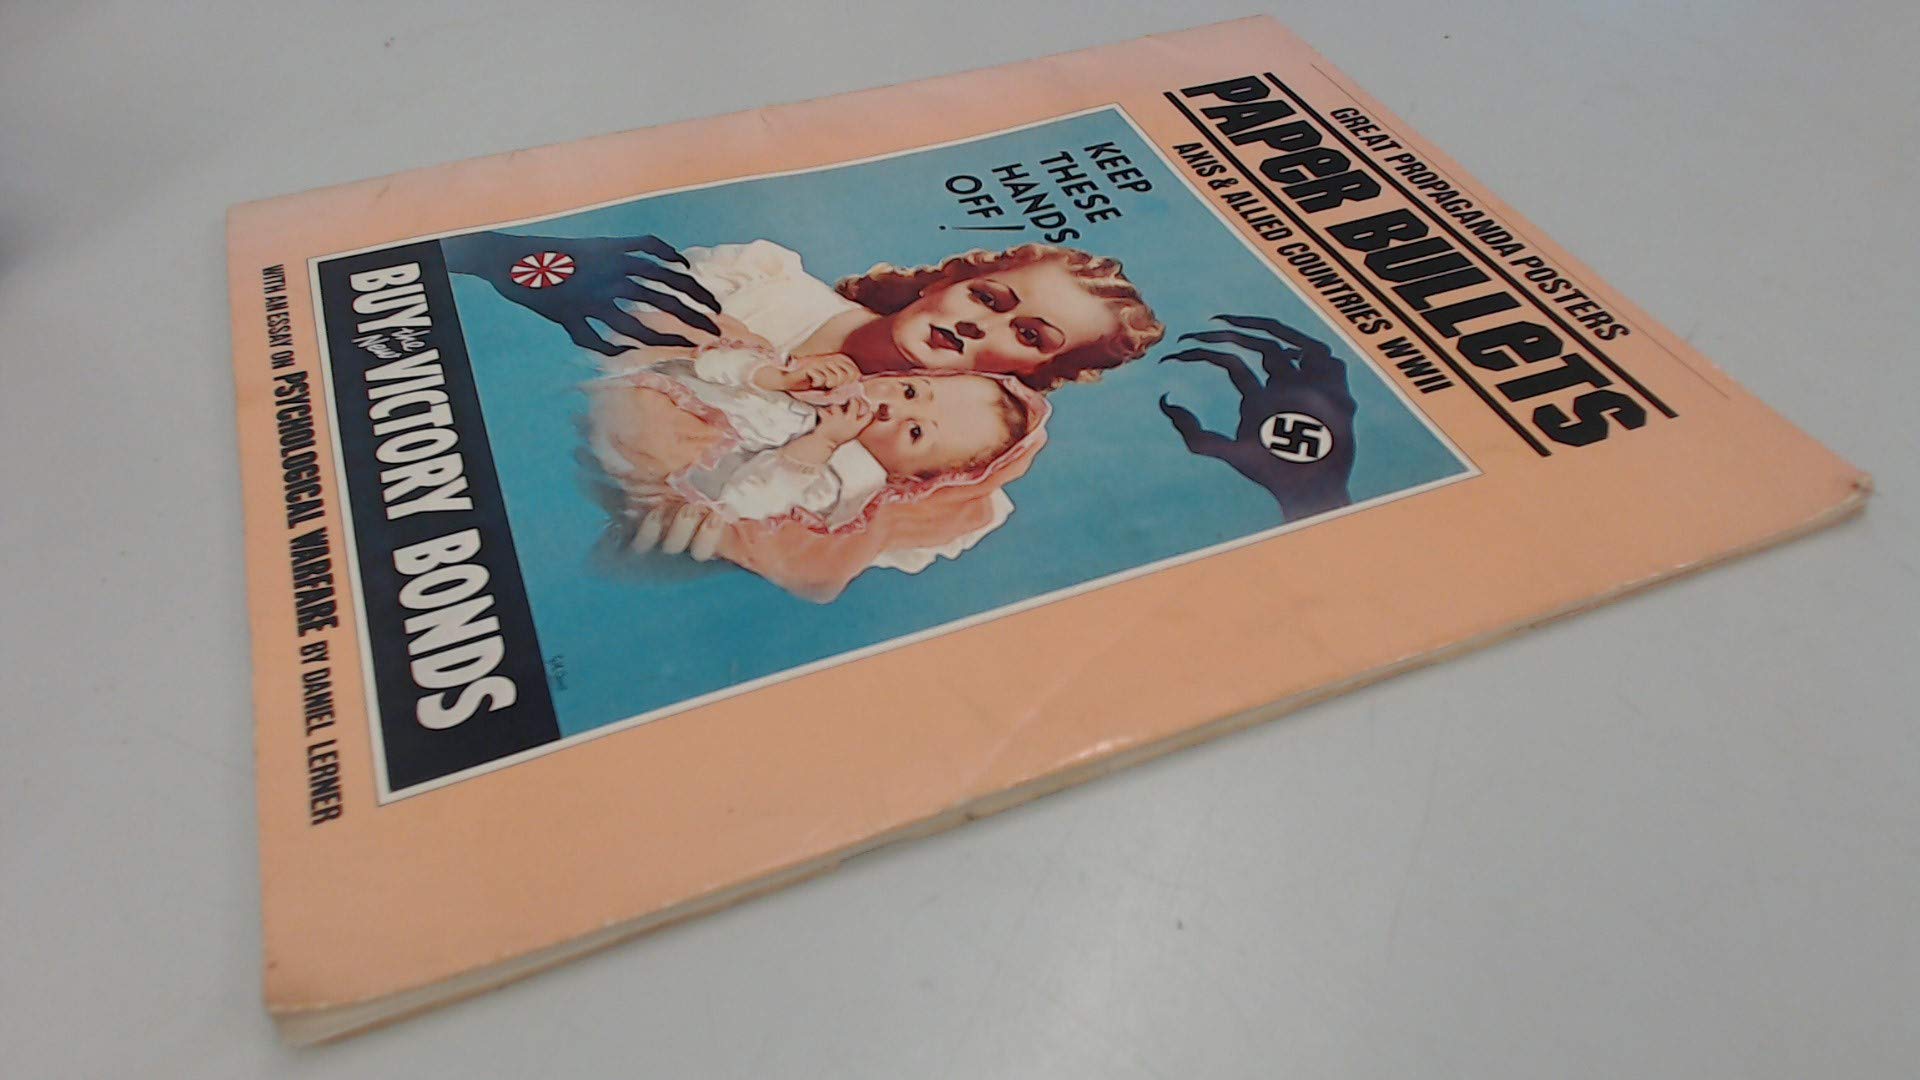 GREAT PROPAGANDA POSTERS
PAPER BULLETS
AXIS & ALLIED COUNTRIES WWII
KEEP
THESE
HANDS
OFF!
BUY the New VICTORY BONDS
WITH AN ESSAY ON PSYCHOLOGICAL WARFARE BY DANIEL LERNER